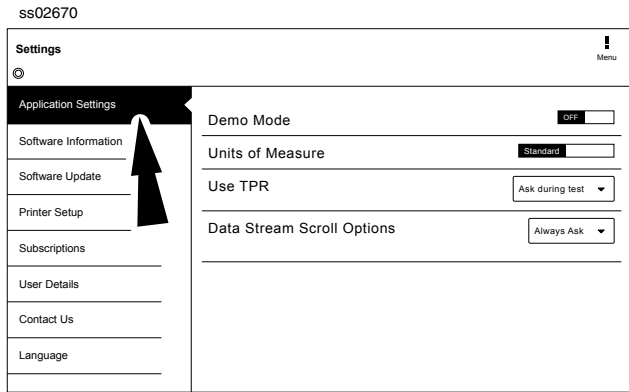 ss02670
Settings
Menu
Application Settings
Software Information
Software Update
Printer Setup
Subscriptions
User Details
Contact Us
Language
Demo Mode
OFF
Units of Measure
Standard
Use TPR
Ask during test
Data Stream Scroll Options
Always Ask